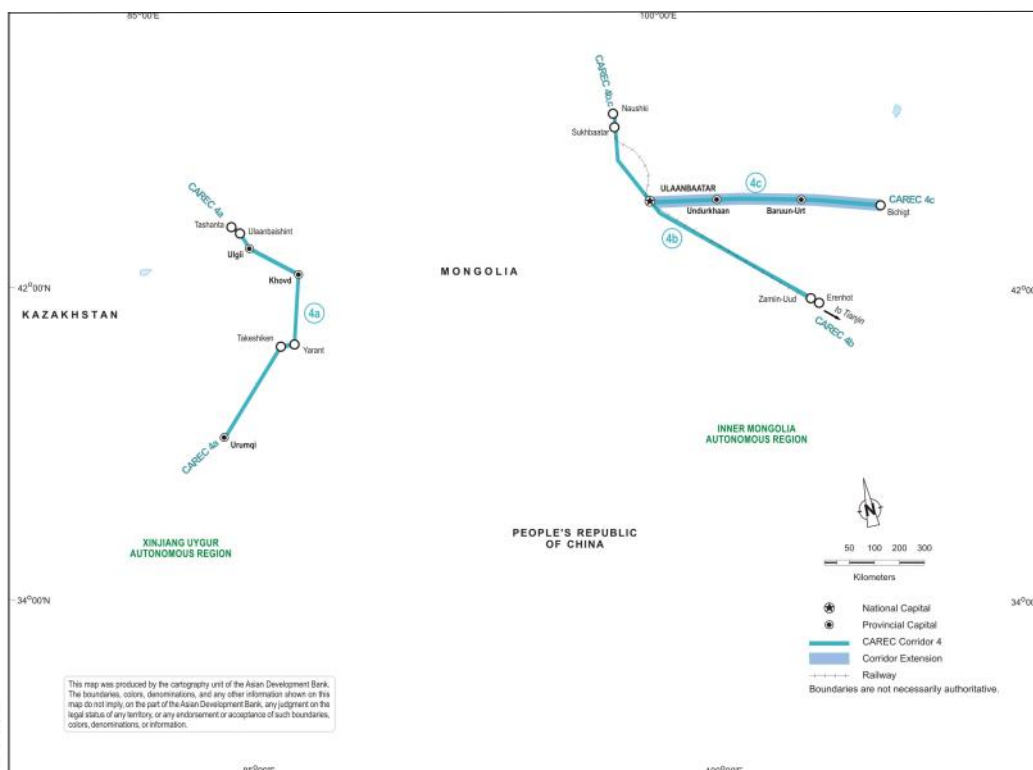 85°00'E
100°00'E
CAREC 4b,c
Naushki
Sukhbaatar
CAREC 4a
Tashanta
Ulaanbaishint
Ulgii
Khovd
4a
Takeshiken
Yarant
CAREC 4a
Urumqi
ULAANBAATAR
4c
CAREC 4c
Undurkhaan
Baruun-Urt
Bichigt
4b
Zamiin-Uud
Erenhot
to Tianjin
CAREC 4b
MONGOLIA
42°00'N
42°00'
KAZAKHSTAN
INNER MONGOLIA
AUTONOMOUS REGION
XINJIANG UYGUR
AUTONOMOUS REGION
PEOPLE'S REPUBLIC
OF CHINA
N
50 100 200 300
Kilometers
34°00'N
34°00'
National Capital
Provincial Capital
CAREC Corridor 4
Corridor Extension
Railway
Boundaries are not necessarily authoritative.
This map was produced by the cartography unit of the Asian Development Bank.
The boundaries, colors, denominations, and any other information shown on this
map do not imply, on the part of the Asian Development Bank, any judgment on the
legal status of any territory, or any endorsement or acceptance of such boundaries,
colors, denominations, or information.